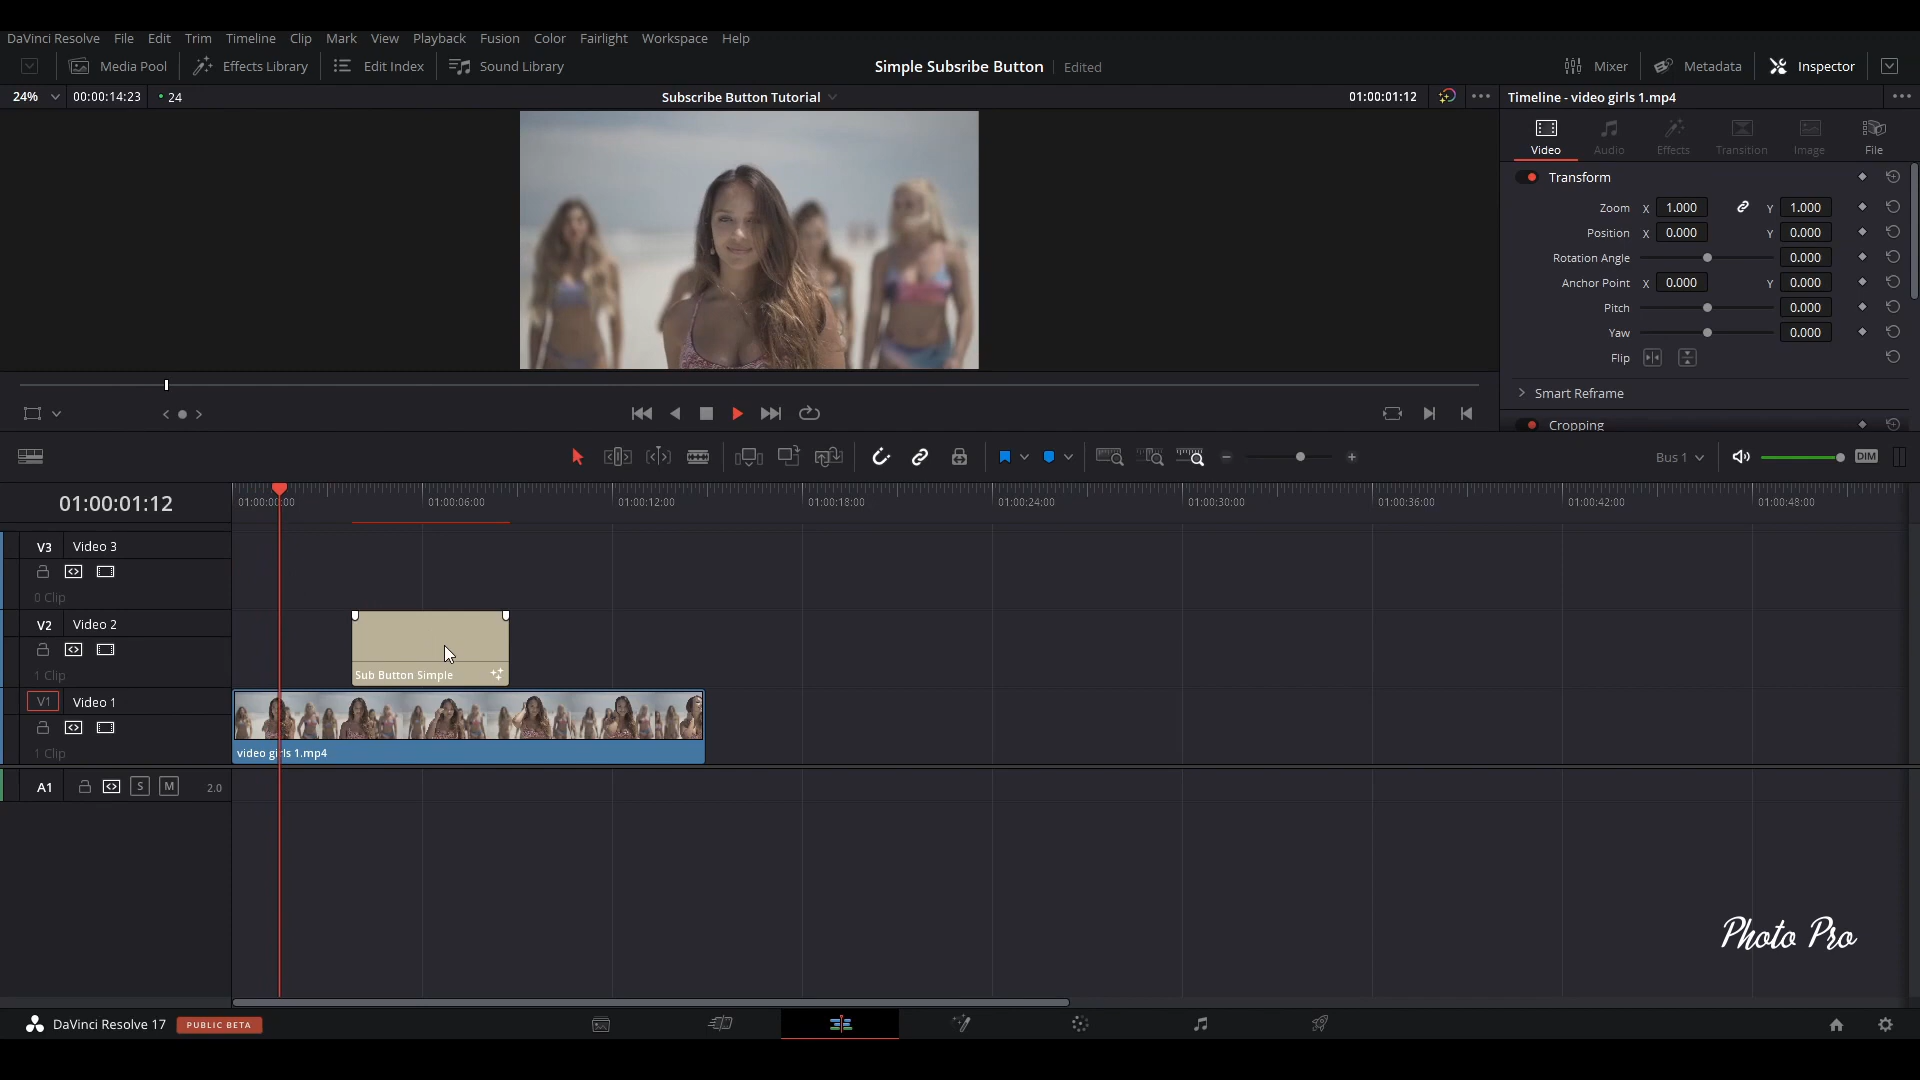 DaVinci Resolve File Edit Trim Timeline Clip Mark View Playback Fusion Color Fairlight Workspace Help
Media Pool Effects Library Edit Index Sound Library Simple Subsribe Button Edited Mixer Metadata Inspector
24% 00:00:14:23 24 Subscribe Button Tutorial 01:00:01:12 Timeline - video girls 1.mp4
Video Audio Effects Transition Image File
Transform
Zoom X 1.000 Y 1.000
Position X 0.000 Y 0.000
Rotation Angle 0.000
Anchor Point X 0.000 Y 0.000
Pitch 0.000
Yaw 0.000
Flip
Smart Reframe
Cropping
Bus 1 DIM
01:00:01:12
01:00:00:00 01:00:06:00 01:00:12:00 01:00:18:00 01:00:24:00 01:00:30:00 01:00:36:00 01:00:42:00 01:00:48:00
V3 Video 3
0 Clip
V2 Video 2
1 Clip
Sub Button Simple
V1 Video 1
1 Clip
video girls 1.mp4
A1 S M 2.0
Photo Pro
DaVinci Resolve 17 PUBLIC BETA